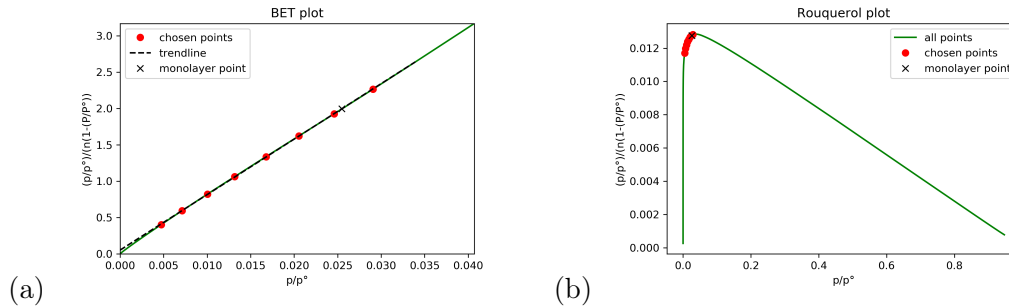 BET plot
3.0
2.5
2.0
1.5
1.0
0.5
0.0
(p/p°)/(n(1-(P/P°))
chosen points
trendline
monolayer point
0.000 0.005 0.010 0.015 0.020 0.025 0.030 0.035 0.040
p/p°
(a)
Rouquerol plot
0.012
0.010
0.008
0.006
0.004
0.002
0.000
(p/p°)/(n(1-(P/P°))
all points
chosen points
monolayer point
0.0 0.2 0.4 0.6 0.8
p/p°
(b)